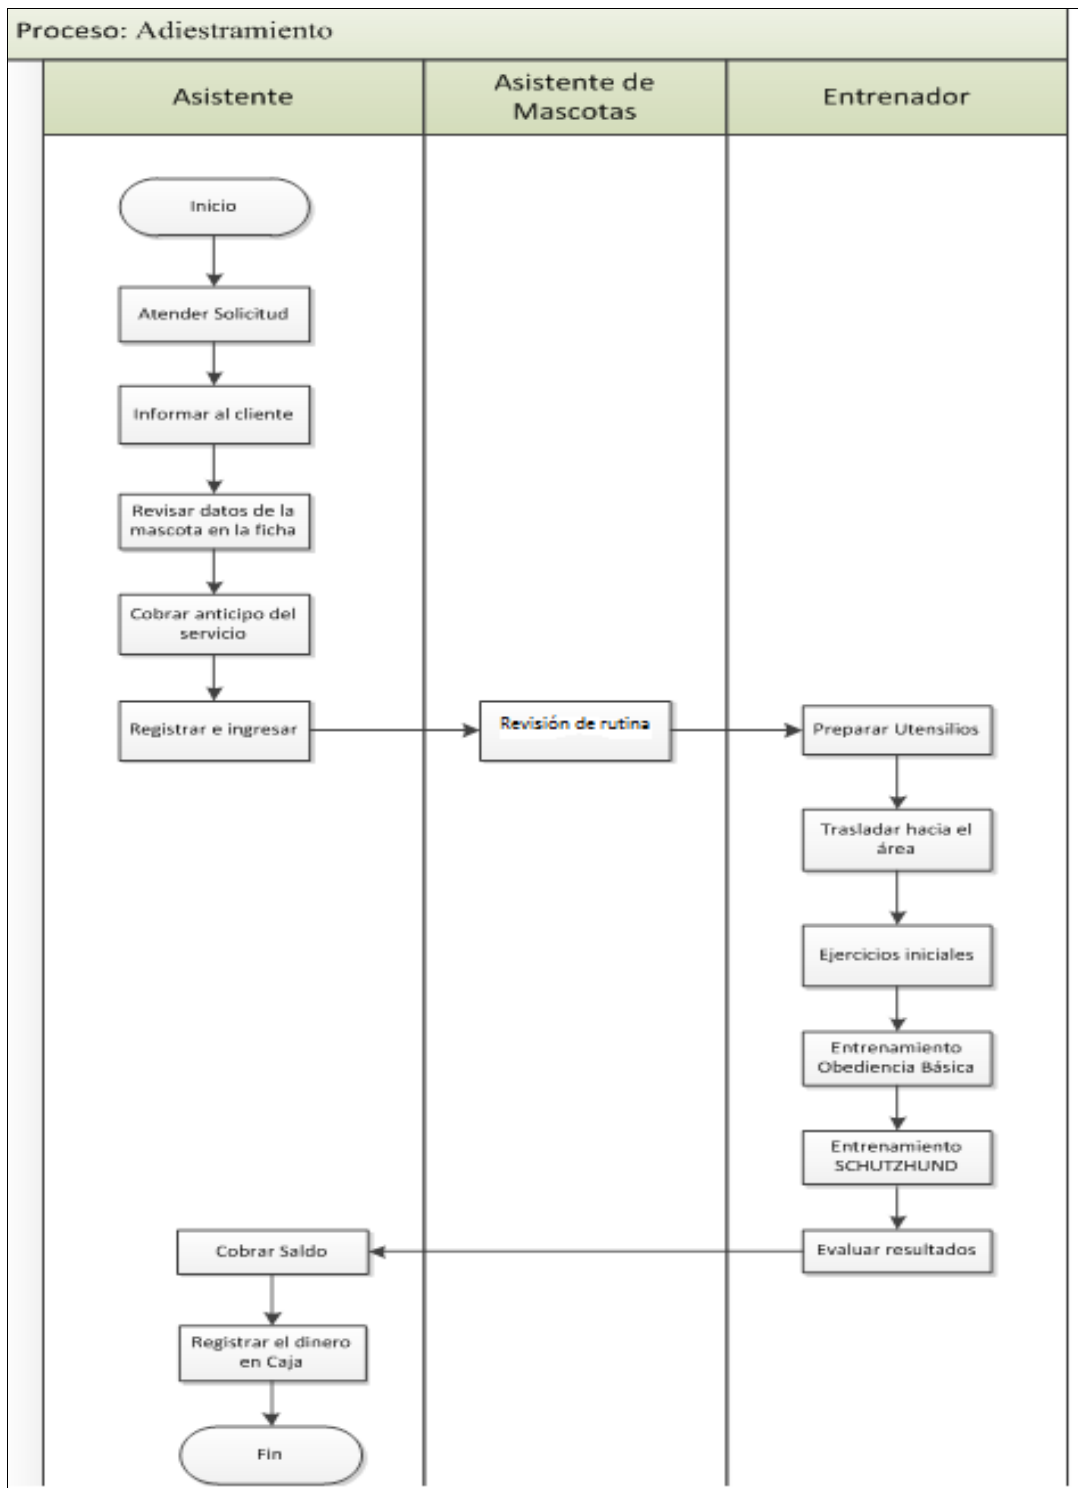 Proceso: Adiestramiento
Asistente
Asistente de
Mascotas
Entrenador
Inicio
Atender Solicitud
Informar al cliente
Revisar datos de la
mascota en la ficha
Cobrar anticipo del
servicio
Registrar e ingresar
Revisión de rutina
Preparar Utensilios
Trasladar hacia el
área
Ejercicios iniciales
Entrenamiento
Obediencia Básica
Entrenamiento
SCHUTZHUND
Evaluar resultados
Cobrar Saldo
Registrar el dinero
en Caja
Fin